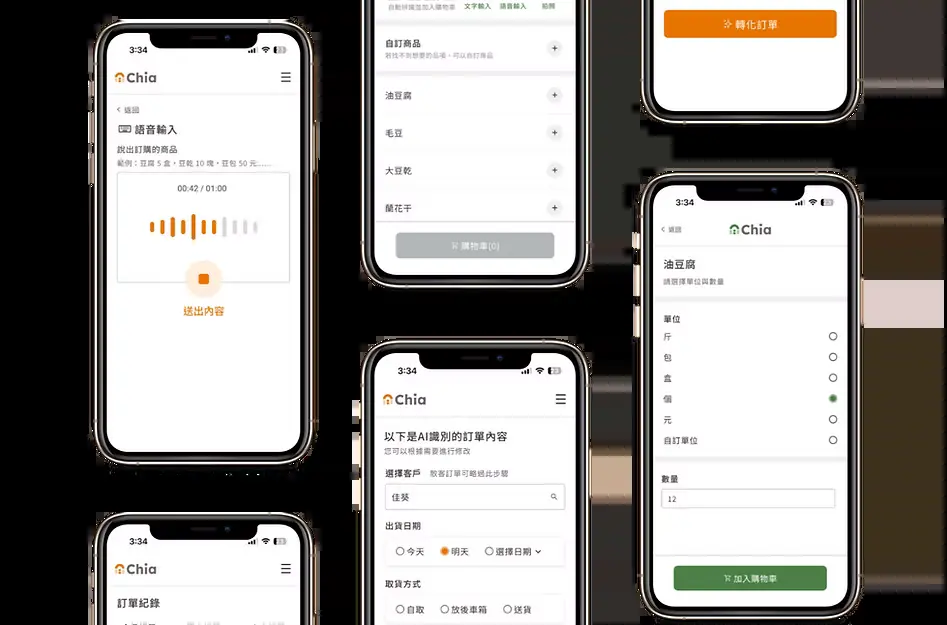 3:34
Chia
< 返回
語音輸入
說出訂購的商品
範例：豆腐 5 盒，豆乾 10 塊，豆包 50 元......
00:42 / 01:00
送出內容
3:34
Chia
訂單紀錄
自動辨識並加入購物車
文字輸入 語音輸入 拍照
自訂商品
若找不到想要的品項，可以自訂商品
油豆腐
毛豆
大豆乾
蘭花干
購物車(0)
3:34
Chia
以下是AI識別的訂單內容
您可以根據需要進行修改
選擇客戶 散客訂單可略過此步驟
佳葵
出貨日期
今天 明天 選擇日期
取貨方式
自取 放後車箱 送貨
轉化訂單
3:34
< 返回 Chia
油豆腐
請選擇單位與數量
單位
斤
包
盒
個
元
自訂單位
數量
12
加入購物車